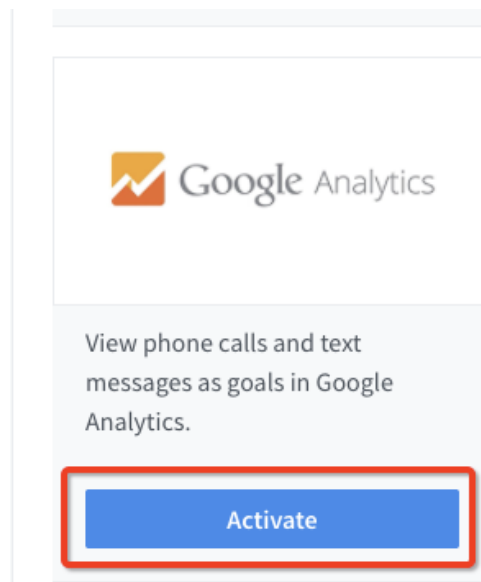 Google Analytics
View phone calls and text
messages as goals in Google
Analytics.
Activate